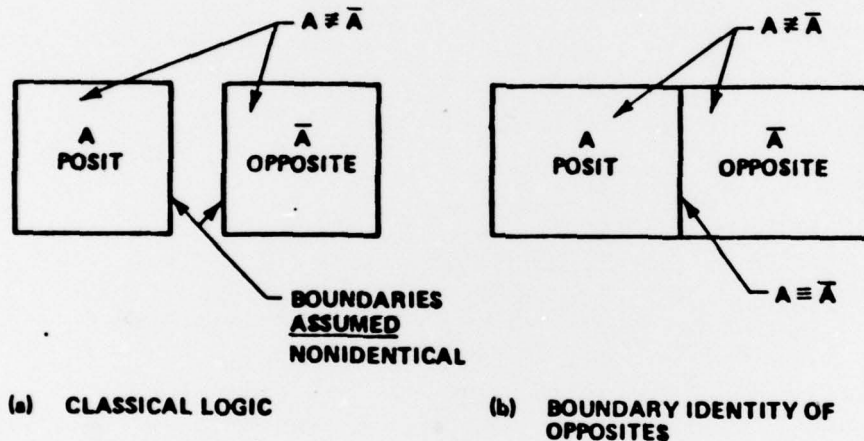 A ≢ A̅
A
POSIT
A̅
OPPOSITE
BOUNDARIES
ASSUMED
NONIDENTICAL
(a) CLASSICAL LOGIC
A ≢ A̅
A
POSIT
A̅
OPPOSITE
A ≡ A̅
(b) BOUNDARY IDENTITY OF
OPPOSITES